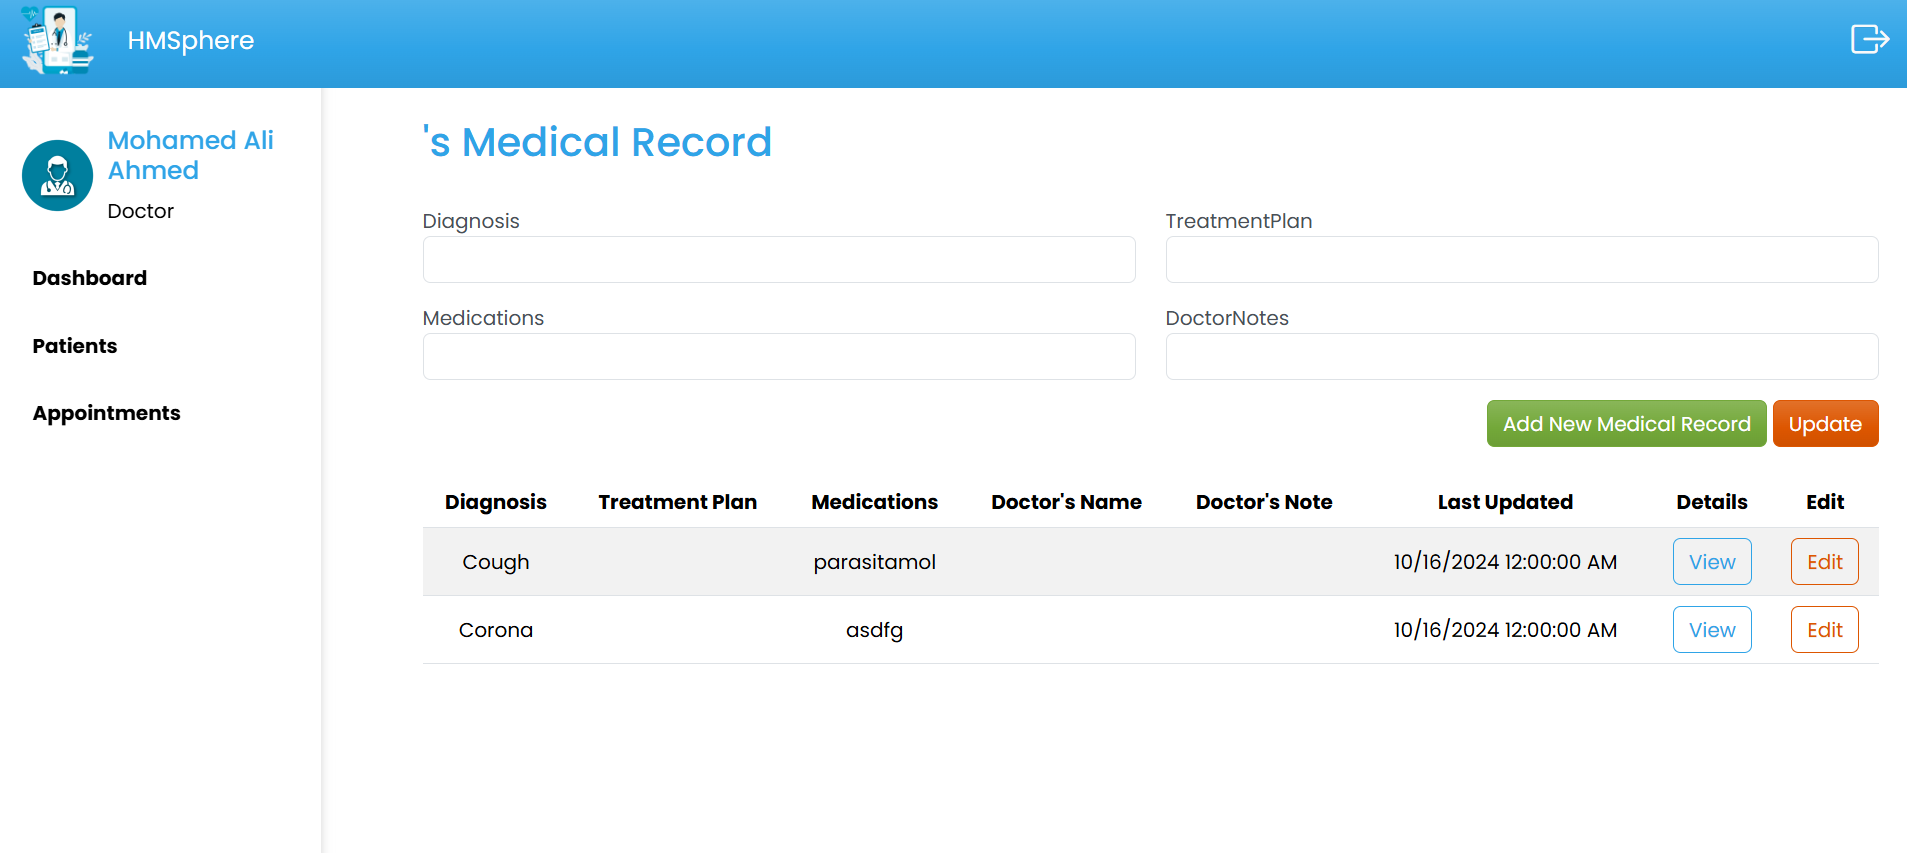 HMSphere
Mohamed Ali
Ahmed
Doctor
Dashboard
Patients
Appointments
's Medical Record
Diagnosis TreatmentPlan
Medications DoctorNotes
Add New Medical Record Update
Diagnosis Treatment Plan Medications Doctor's Name Doctor's Note Last Updated Details Edit
Cough parasitamol 10/16/2024 12:00:00 AM View Edit
Corona asdfg 10/16/2024 12:00:00 AM View Edit